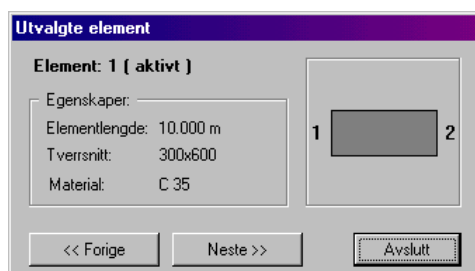 Utvalgte element
Element: 1 ( aktivt )
Egenskaper:
Elementlengde: 10.000 m
Tverrsnitt: 300x600
Material: C 35
1 2
<< Forige Neste >> Avslutt